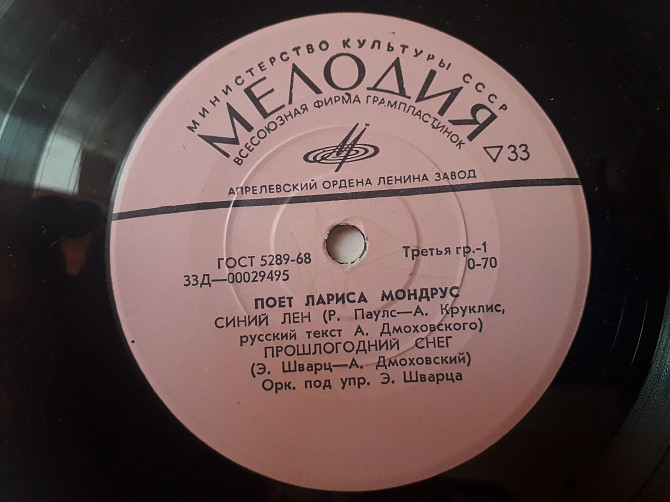 МИНИСТЕРСТВО КУЛЬТУРЫ СССР
МЕЛОДИЯ
ВСЕСОЮЗНАЯ ФИРМА ГРАМПЛАСТИНОК
▽33
АПРЕЛЕВСКИЙ ОРДЕНА ЛЕНИНА ЗАВОД
ГОСТ 5289-68 Третья гр.-1
33Д—00029495 0-70
ПОЕТ ЛАРИСА МОНДРУС
СИНИЙ ЛЕН (Р. Паулс—А. Круклис,
русский текст А. Дмоховского)
ПРОШЛОГОДНИЙ СНЕГ
(Э. Шварц—А. Дмоховский)
Орк. под упр. Э. Шварца